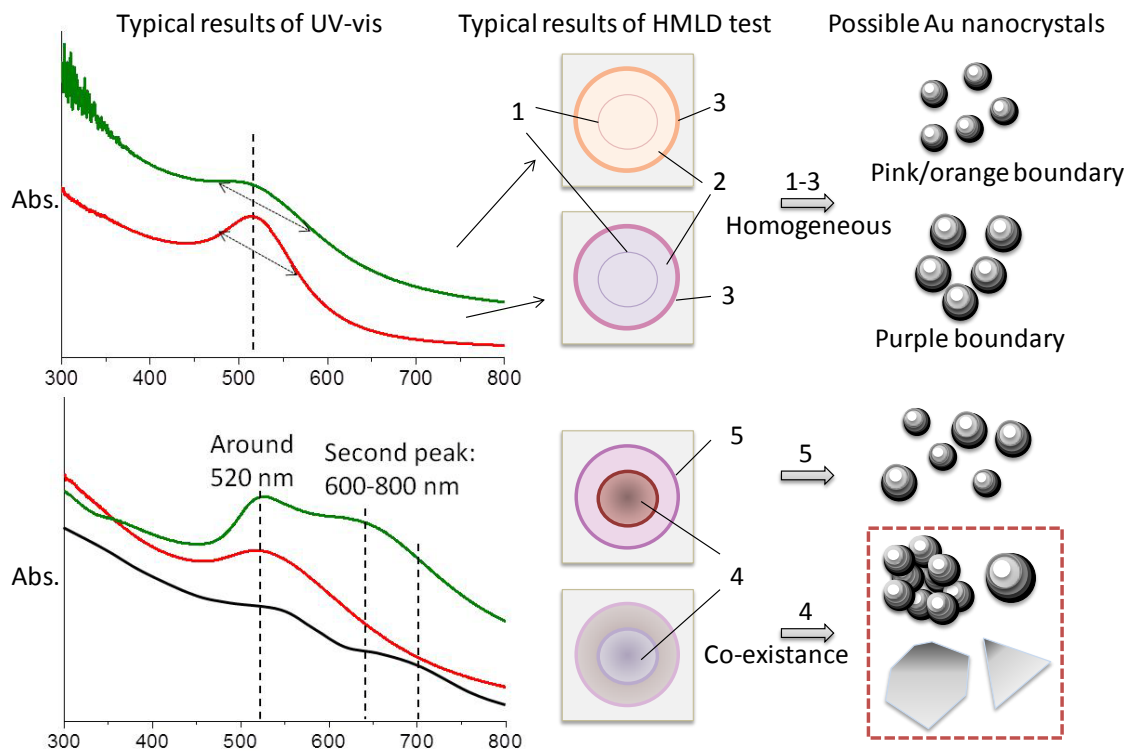 Typical results of UV-vis
Typical results of HMLD test
Possible Au nanocrystals
Abs.
300 400 500 600 700 800
1
3
2
3
1-3
Homogeneous
Pink/orange boundary
Purple boundary
Abs.
Around
520 nm
Second peak:
600-800 nm
300 400 500 600 700 800
5
4
5
4
Co-existance